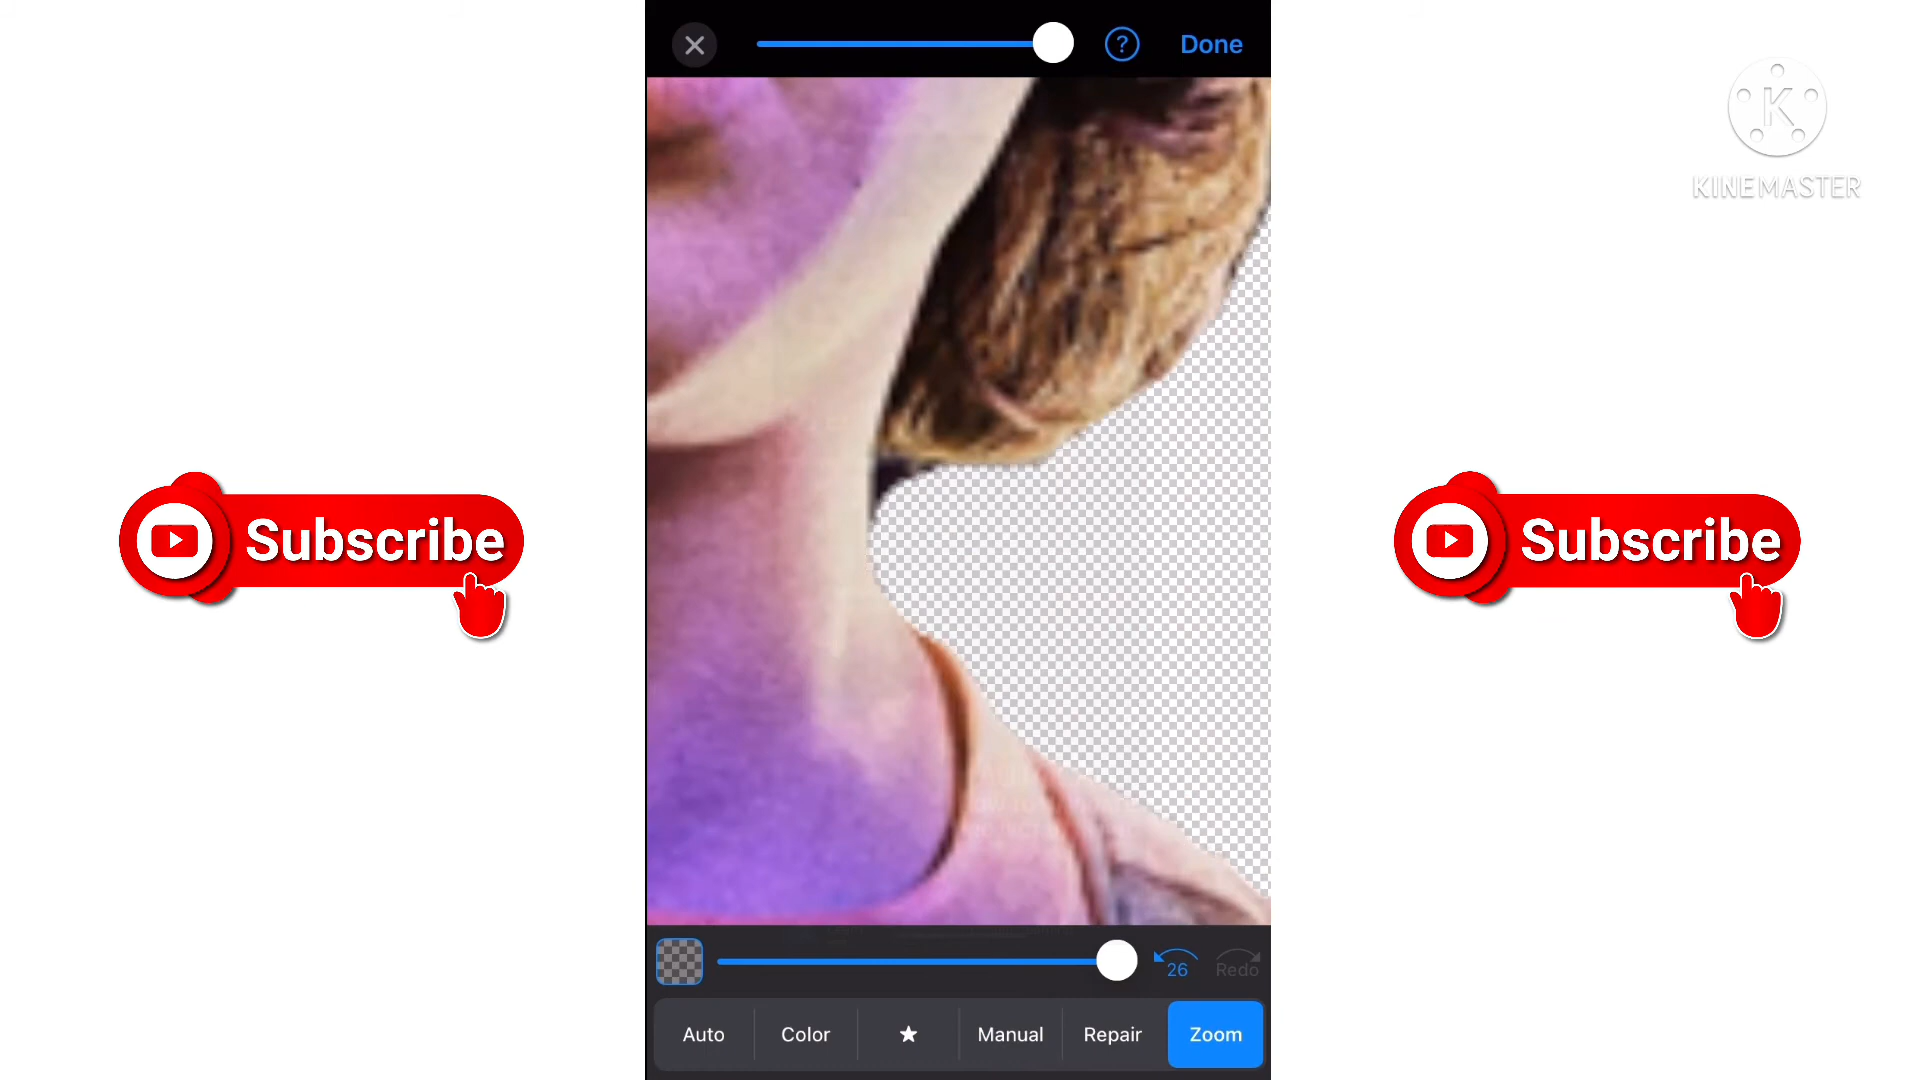 ? Done
K
KINEMASTER
Subscribe
Subscribe
26 Redo
Auto Color Manual Repair Zoom